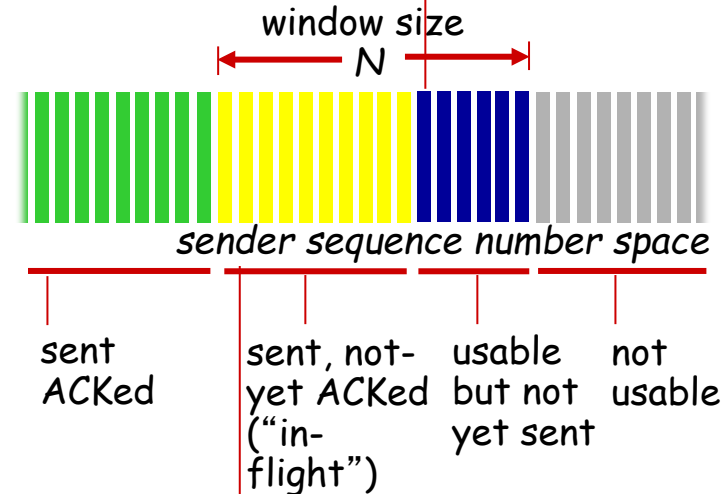 window size
N
sender sequence number space
sent
ACKed
sent, not-
yet ACKed
(“in-
flight”)
usable
but not
yet sent
not
usable